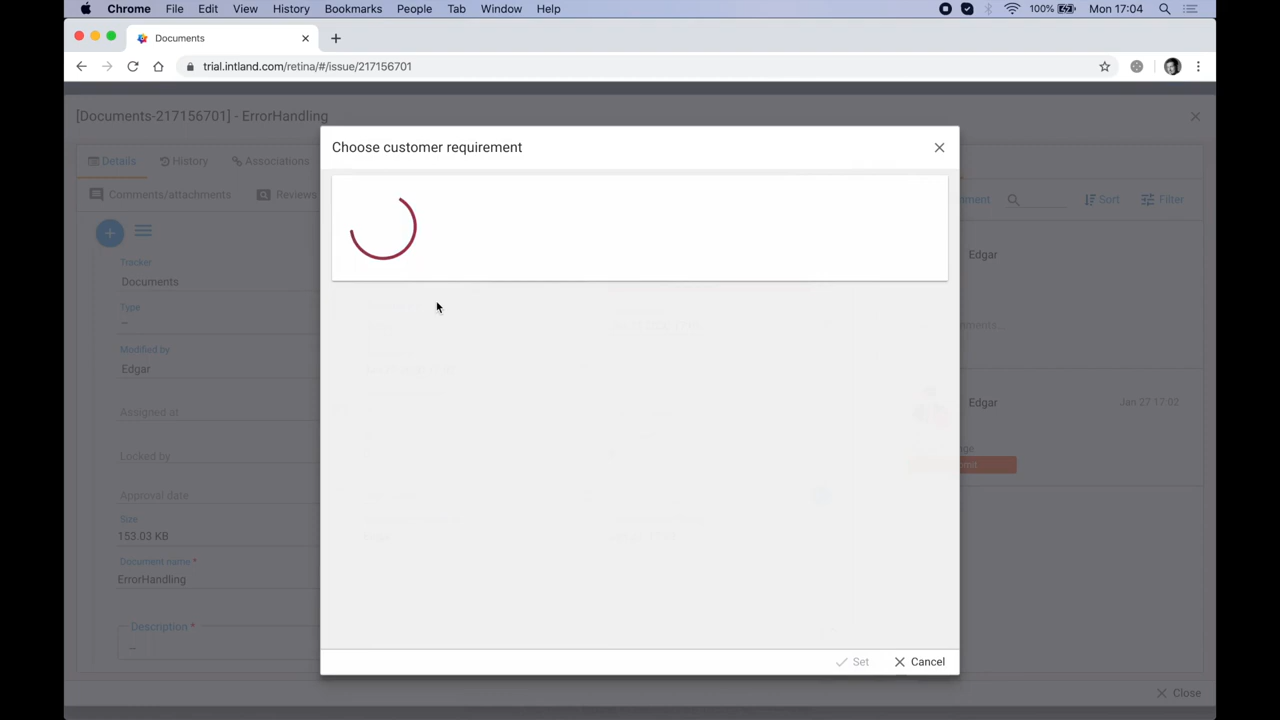 Chrome File Edit View History Bookmarks People Tab Window Help 100% Mon 17:04
Documents
trial.intland.com/retina/#/issue/217156701
[Documents-217156701] - ErrorHandling
Choose customer requirement
Details History Associations
Comments/attachments Reviews
Sort Filter
Tracker
Documents
Edgar
Type
--
Modified by
Edgar
Edgar Jan 27 17:02
Assigned at
Locked by
Approval date
Size
153.03 KB
Document name *
ErrorHandling
Description *
--
Set Cancel
Close